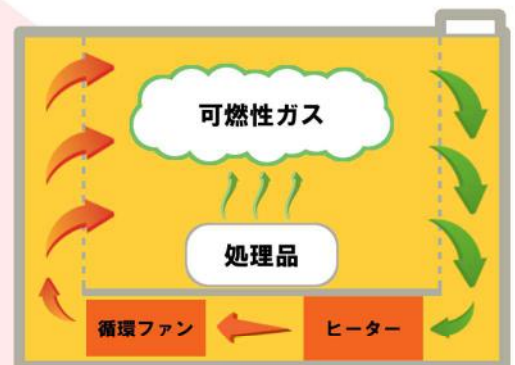 可燃性ガス
処理品
循環ファン
ヒーター